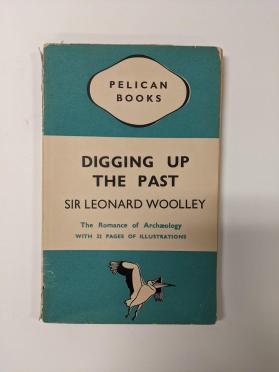 PELICAN
BOOKS
DIGGING UP
THE PAST
SIR LEONARD WOOLLEY
The Romance of Archæology
WITH 32 PAGES OF ILLUSTRATIONS